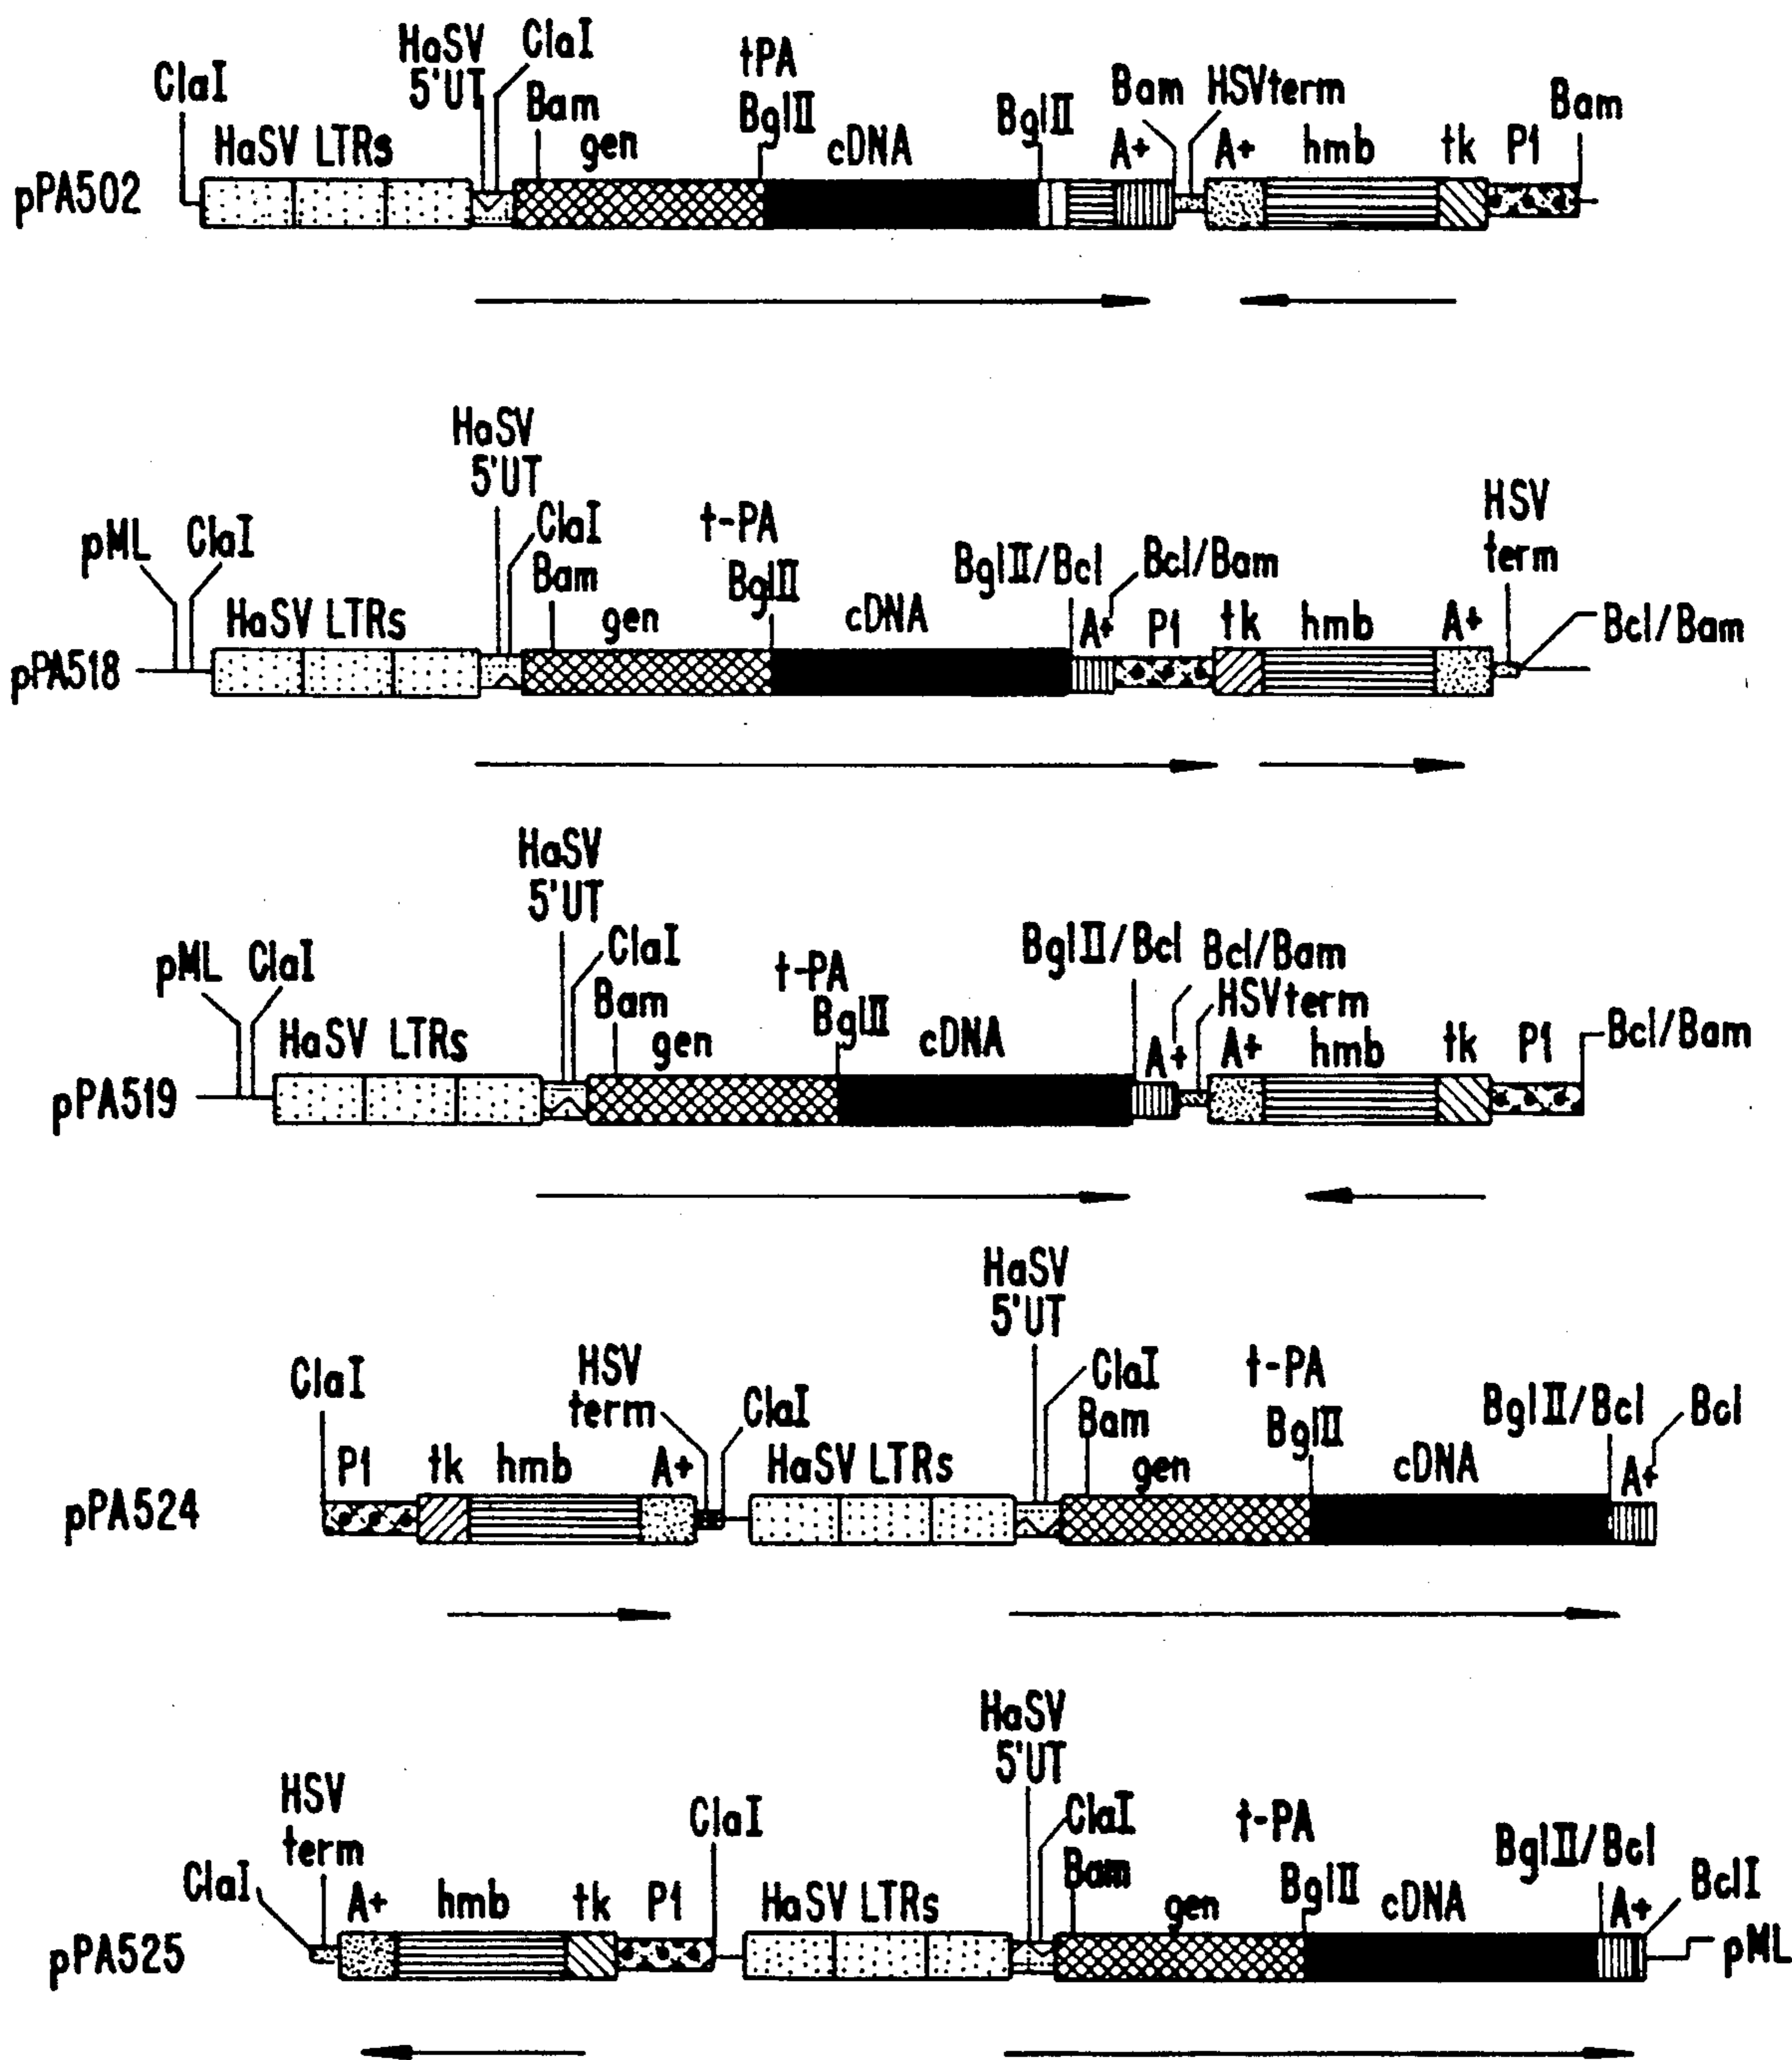 HaSV
5'UT
ClaI
tPA
ClaI
Bam
BglII
BglII
Bam
HSV term
Bam
HaSV LTRs
gen
cDNA
A+
A+
hmb
tk
P1
pPA502
HaSV
5'UT
HSV
term
pML
ClaI
ClaI
t-PA
Bam
BglII
BglII/Bcl
Bcl/Bam
HaSV LTRs
gen
cDNA
A+
P1
tk
hmb
A+
Bcl/Bam
pPA518
HaSV
5'UT
pML
ClaI
ClaI
t-PA
BglII/Bcl
Bcl/Bam
Bam
BglII
HSV term
Bcl/Bam
HaSV LTRs
gen
cDNA
A+
A+
hmb
tk
P1
pPA519
HaSV
5'UT
ClaI
HSV
term
ClaI
ClaI
t-PA
Bam
BglII
BglII/Bcl
Bcl
P1
tk
hmb
A+
HaSV LTRs
gen
cDNA
A+
pPA524
HaSV
5'UT
HSV
term
ClaI
ClaI
ClaI
t-PA
Bam
BglII
BglII/Bcl
BclI
A+
hmb
tk
P1
HaSV LTRs
gen
cDNA
A+
pPA525
pML